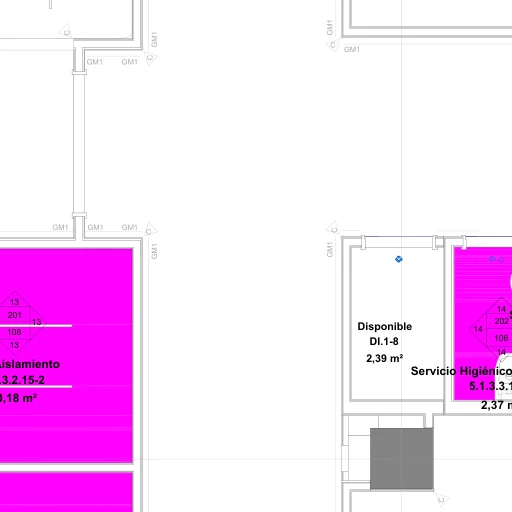 C
GM1
GM1
GM1
C
GM1
C
GM1
GM1
GM1
GM1
C
GM1
C
GM1
13
201
13
108
13
Aislamiento
.3.2.15-2
0,18 m²
Disponible
DI.1-8
2,39 m²
14
202
14
106
14
Servicio Higiénico
5.1.3.3.1
2,37 m
C